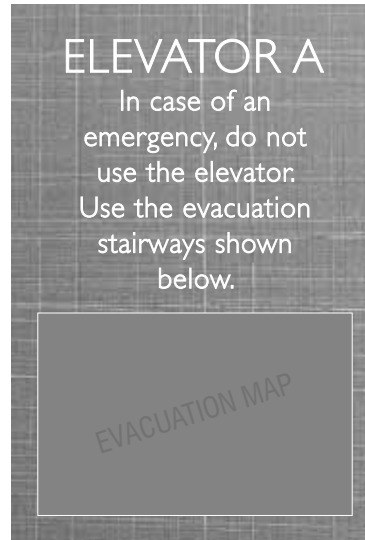 ELEVATOR A
In case of an
emergency, do not
use the elevator.
Use the evacuation
stairways shown
below.
EVACUATION MAP